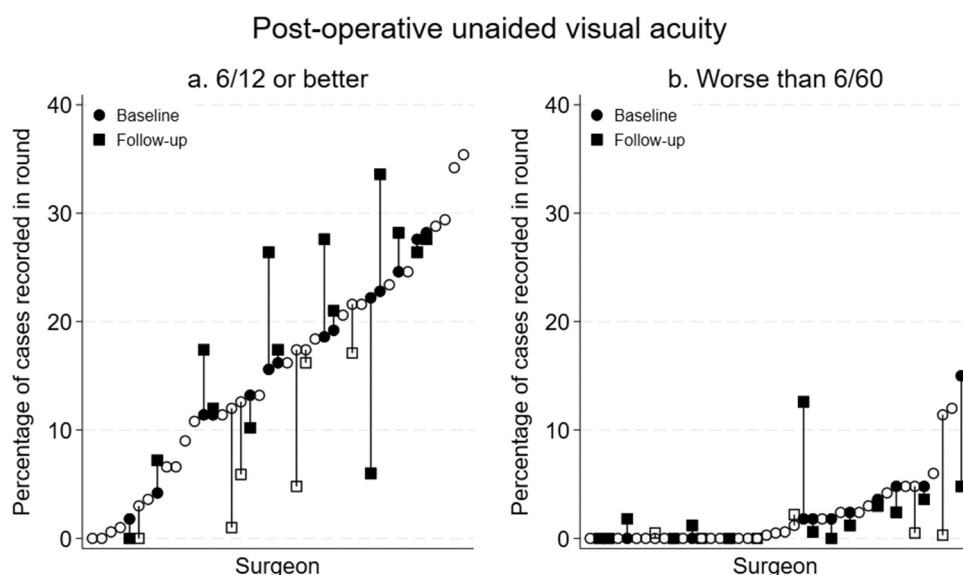 Post-operative unaided visual acuity
a. 6/12 or better
Percentage of cases recorded in round
40
30
20
10
0
Baseline
Follow-up
Surgeon
b. Worse than 6/60
Percentage of cases recorded in round
40
30
20
10
0
Baseline
Follow-up
Surgeon